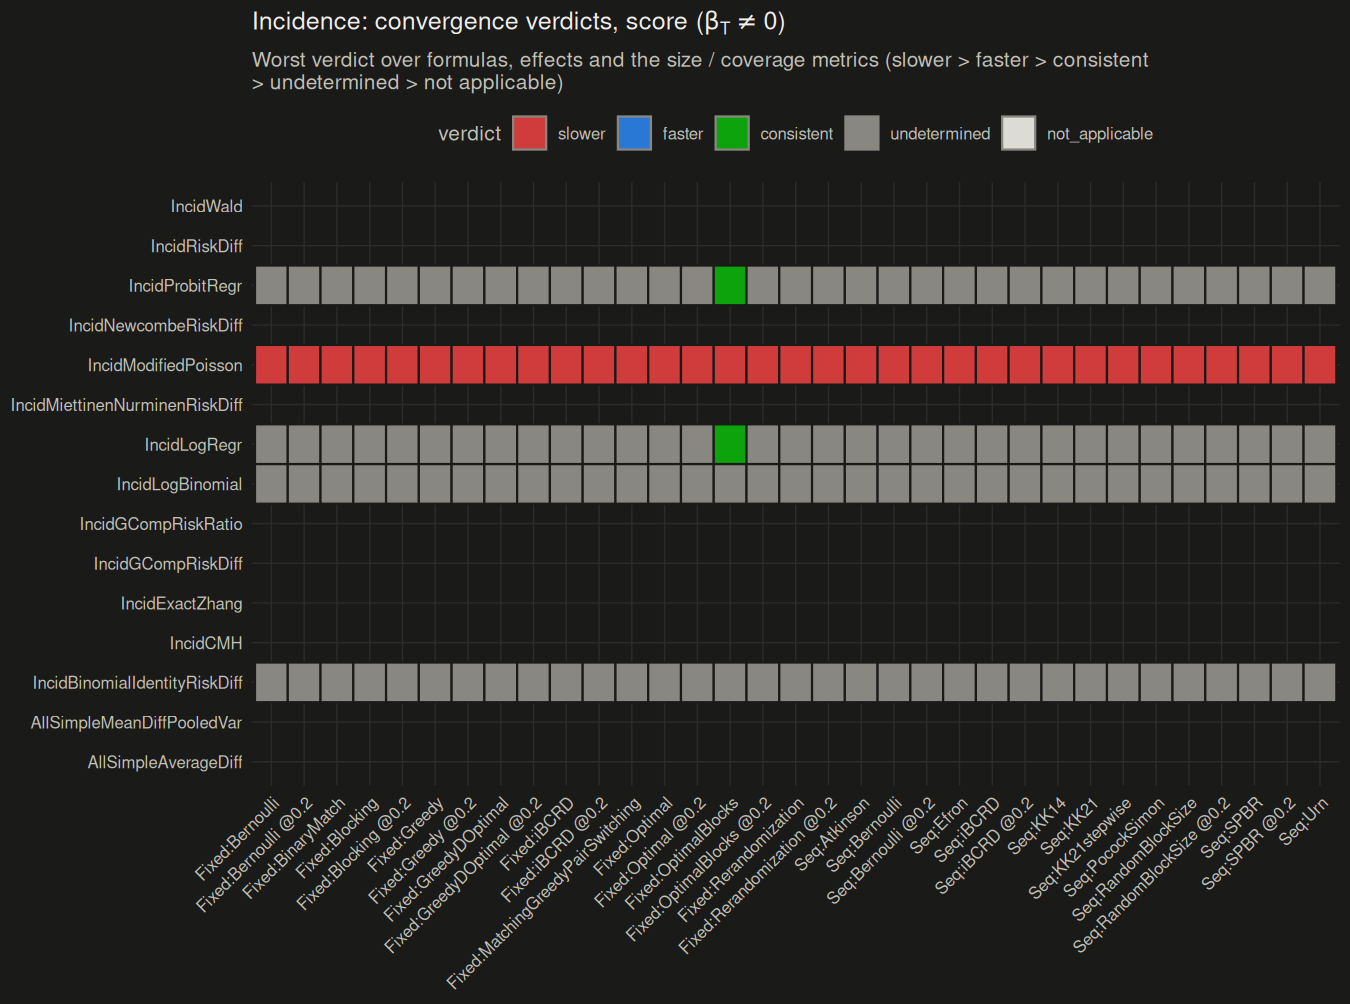 Incidence: convergence verdicts, score (β_T ≠ 0)
Worst verdict over formulas, effects and the size / coverage metrics (slower > faster > consistent
> undetermined > not applicable)
verdict slower faster consistent undetermined not_applicable
IncidWald
IncidRiskDiff
IncidProbitRegr
IncidNewcombeRiskDiff
IncidModifiedPoisson
IncidMiettinenNurminenRiskDiff
IncidLogRegr
IncidLogBinomial
IncidGCompRiskRatio
IncidGCompRiskDiff
IncidExactZhang
IncidCMH
IncidBinomialIdentityRiskDiff
AllSimpleMeanDiffPooledVar
AllSimpleAverageDiff
Fixed:Bernoulli
Fixed:Bernoulli @0.2
Fixed:BinaryMatch
Fixed:Blocking
Fixed:Blocking @0.2
Fixed:Greedy
Fixed:Greedy @0.2
Fixed:GreedyDOptimal
Fixed:GreedyDOptimal @0.2
Fixed:iBCRD
Fixed:iBCRD @0.2
Fixed:MatchingGreedyPairSwitching
Fixed:Optimal
Fixed:Optimal @0.2
Fixed:OptimalBlocks
Fixed:OptimalBlocks @0.2
Fixed:Rerandomization
Fixed:Rerandomization @0.2
Seq:Atkinson
Seq:Bernoulli
Seq:Bernoulli @0.2
Seq:Efron
Seq:iBCRD
Seq:iBCRD @0.2
Seq:KK14
Seq:KK21
Seq:KK21stepwise
Seq:PocockSimon
Seq:RandomBlockSize
Seq:RandomBlockSize @0.2
Seq:SPBR
Seq:SPBR @0.2
Seq:Urn